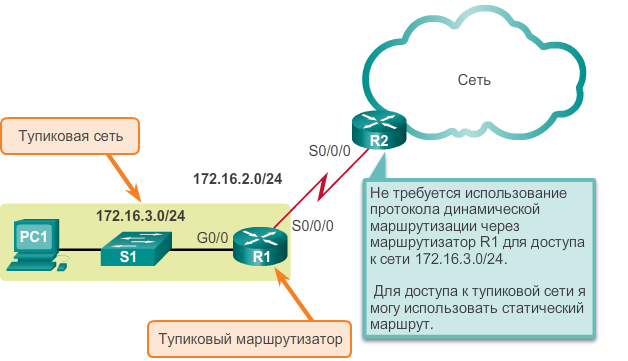 Сеть
R2
Тупиковая сеть
S0/0/0
172.16.2.0/24
Не требуется использование
протокола динамической
маршрутизации через
маршрутизатор R1 для доступа
к сети 172.16.3.0/24.
Для доступа к тупиковой сети я
могу использовать статический
маршрут.
172.16.3.0/24
S0/0/0
PC1
G0/0
S1
R1
Тупиковый маршрутизатор